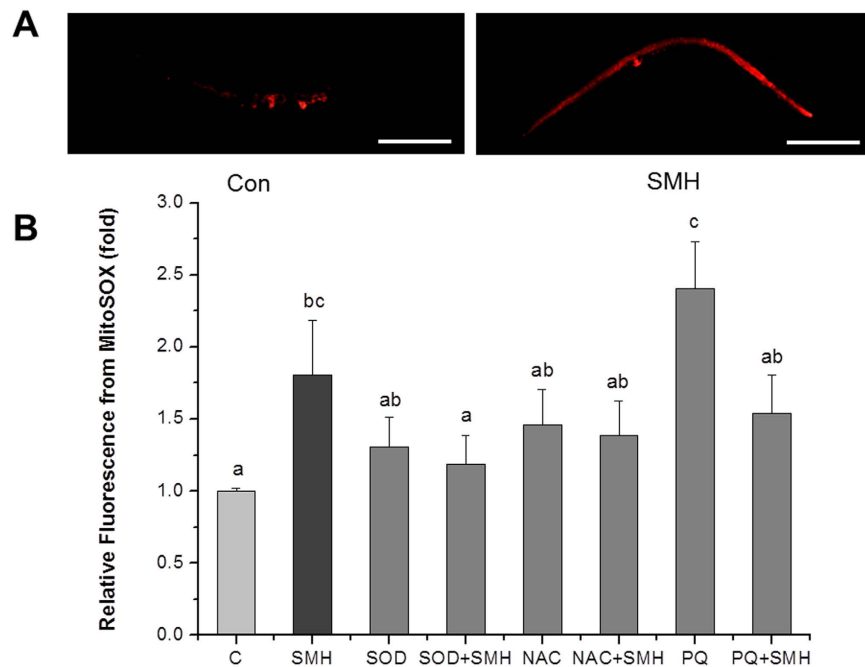 A
Con SMH
B
Relative Fluorescence from MitoSOX (fold)
3.0
2.5
2.0
1.5
1.0
0.5
0.0
a
bc
ab
a
ab
ab
c
ab
C SMH SOD SOD+SMH NAC NAC+SMH PQ PQ+SMH